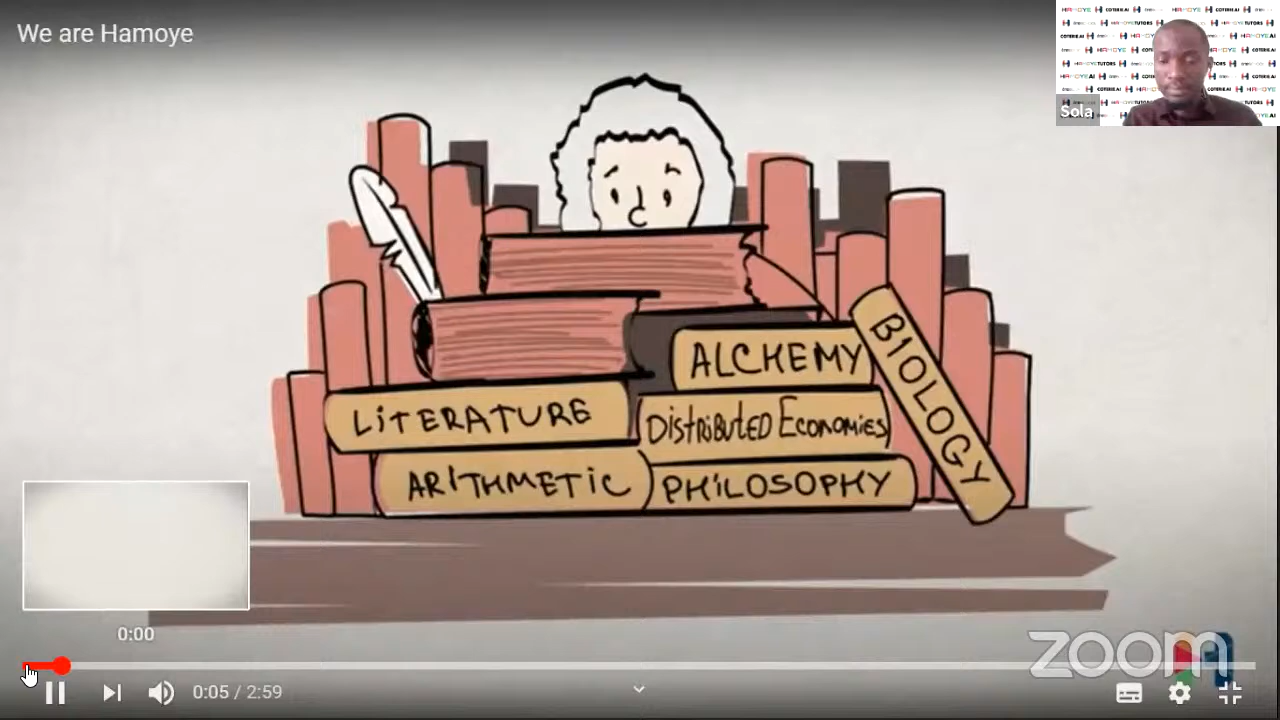 We are Hamoye
Sola
ALCHEMY
BIOLOGY
LiTERATURE
DistRiBUTED Economies
ARITHMETIC
PHiLOSOPHY
0:00
zoom
0:05 / 2:59